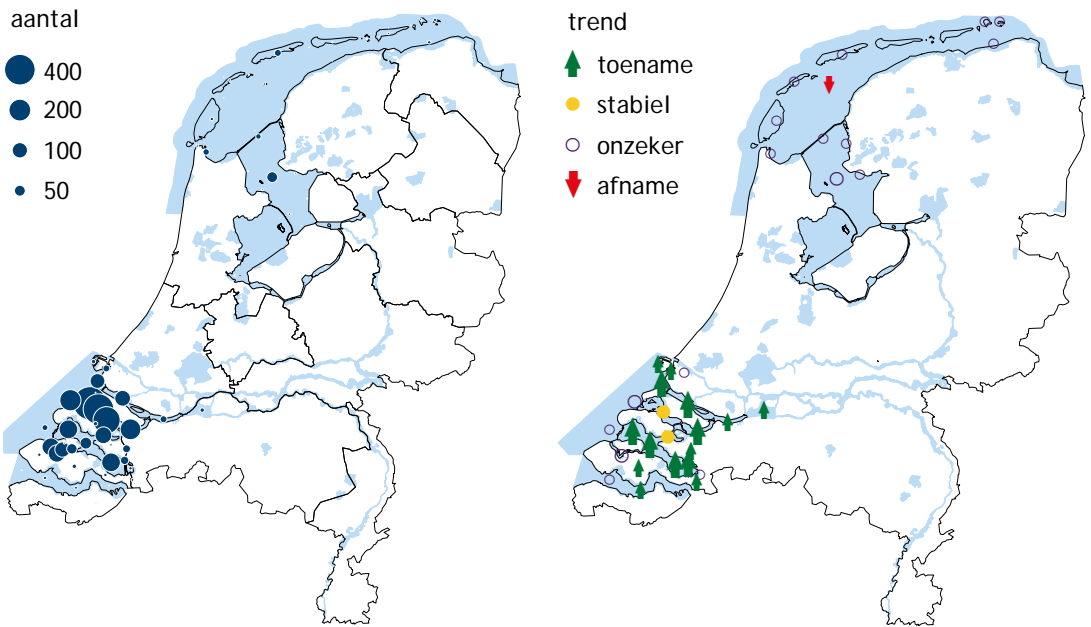 aantal
400
200
100
50
trend
toename
stabiel
onzeker
afname